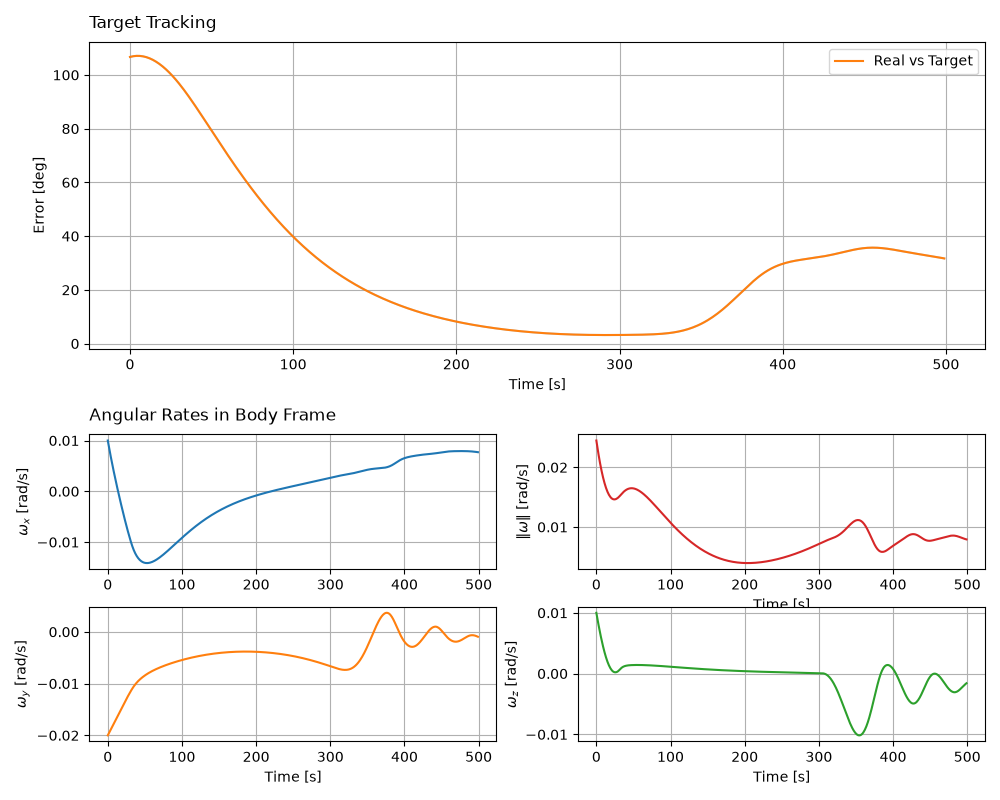 Target Tracking
Real vs Target
Error [deg]
100
80
60
40
20
0
0 100 200 300 400 500
Time [s]
Angular Rates in Body Frame
ωx [rad/s]
0.01
0.00
−0.01
0 100 200 300 400 500
‖ω‖ [rad/s]
0.02
0.01
0 100 200 300 400 500
Time [s]
ωy [rad/s]
0.00
−0.01
−0.02
0 100 200 300 400 500
Time [s]
ωz [rad/s]
0.01
0.00
−0.01
0 100 200 300 400 500
Time [s]